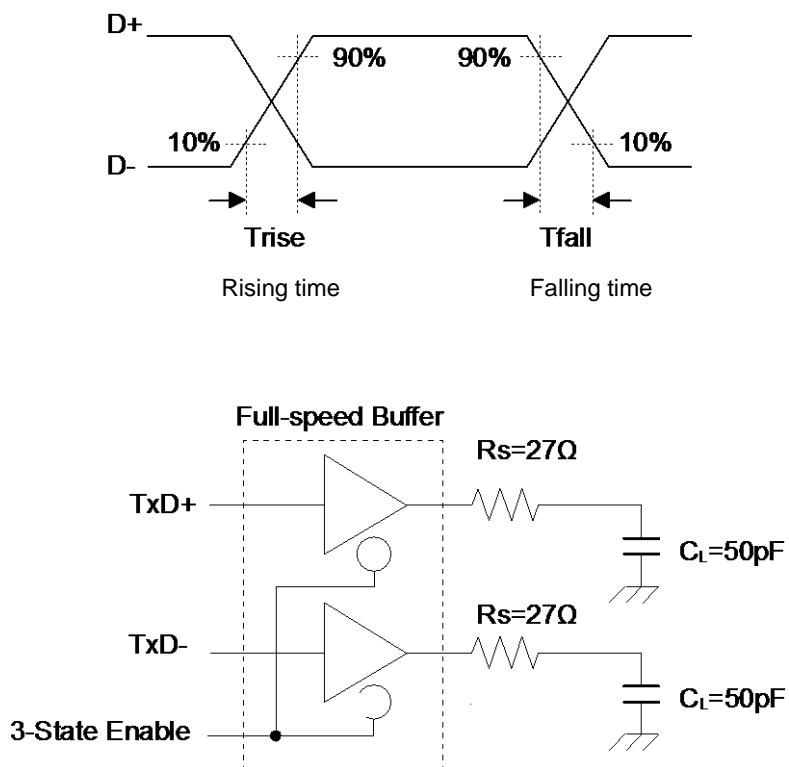 D+
90%
90%
10%
10%
D-
Trise
Tfall
Rising time
Falling time
Full-speed Buffer
Rs=27Ω
TxD+
CL=50pF
Rs=27Ω
TxD-
CL=50pF
3-State Enable